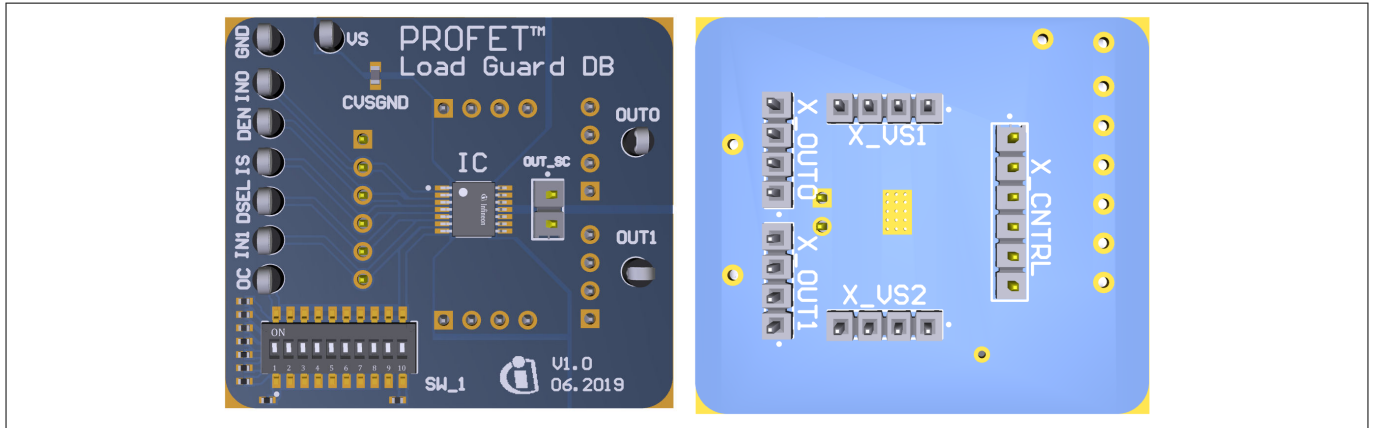 GND
VS
PROFET™
Load Guard DB
IN0
DEN
CVSGND
OUT0
IS
IC
OUT_SC
infineon
DSEL
IN1
OUT1
OC
ON
1 2 3 4 5 6 7 8 9 10
SW_1
V1.0
06.2019
X_OUT0
X_VS1
X_CNTRL
X_OUT1
X_VS2